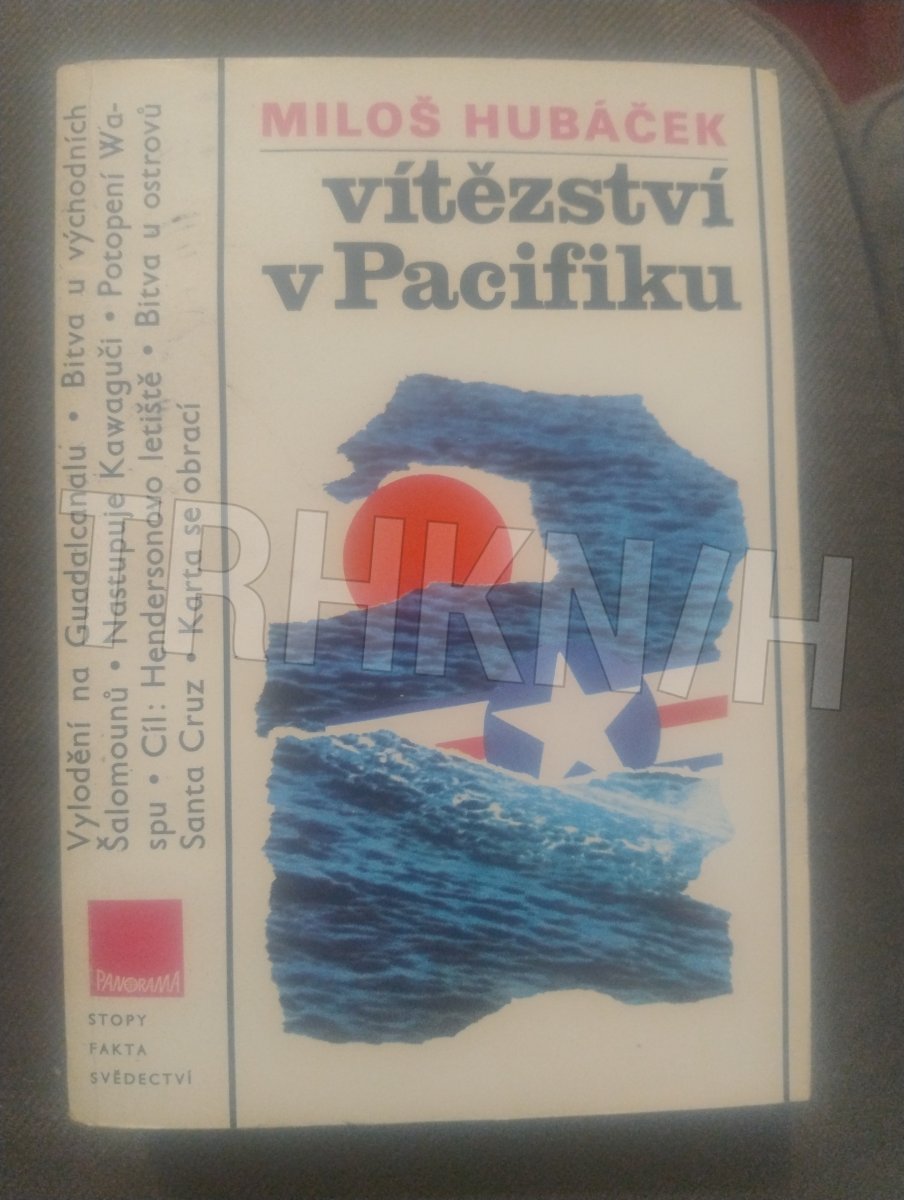 MILOŠ HUBÁČEK
vítězství
v Pacifiku
Vylodění na Guadalcanalu • Bitva u východních
Šalomounů • Nastupuje Kawaguči • Potopení Wa-
spu • Cíl: Hendersonovo letiště • Bitva u ostrovů
Santa Cruz • Karta se obrací
TRHKNIH
PANORAMA
STOPY
FAKTA
SVĚDECTVÍ